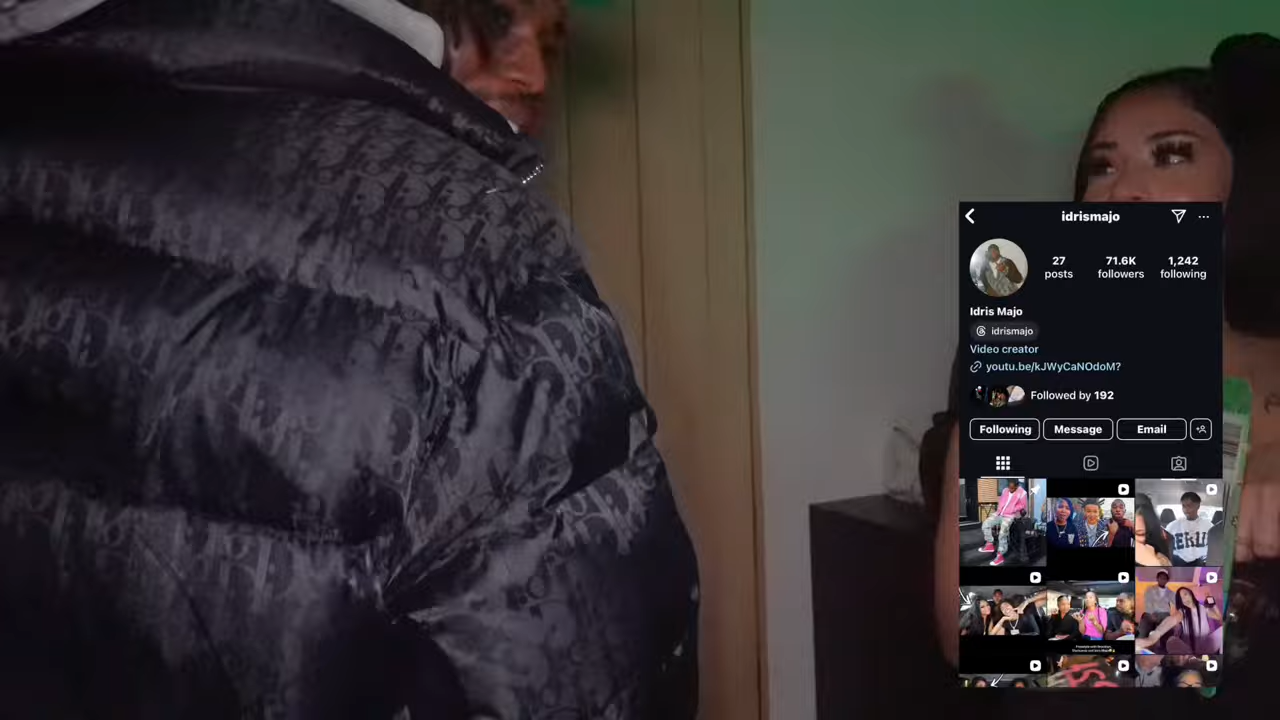 idrismajo
27 71.6K 1,242
posts followers following
Idris Majo
idrismajo
Video creator
youtu.be/kJWyCaNOdoM?
Followed by 192
Following Message Email
Dior